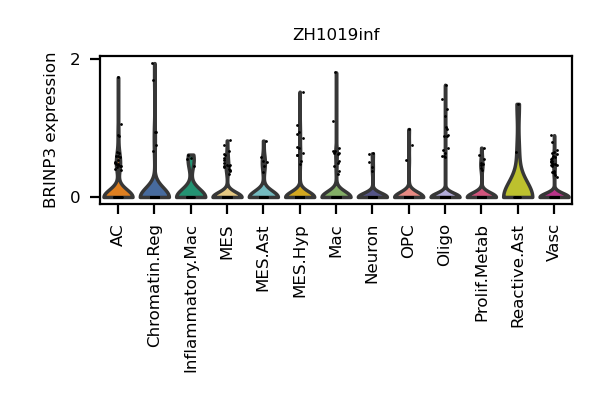 ZH1019inf
BRINP3 expression
2
0
AC
Chromatin.Reg
Inflammatory.Mac
MES
MES.Ast
MES.Hyp
Mac
Neuron
OPC
Oligo
Prolif.Metab
Reactive.Ast
Vasc